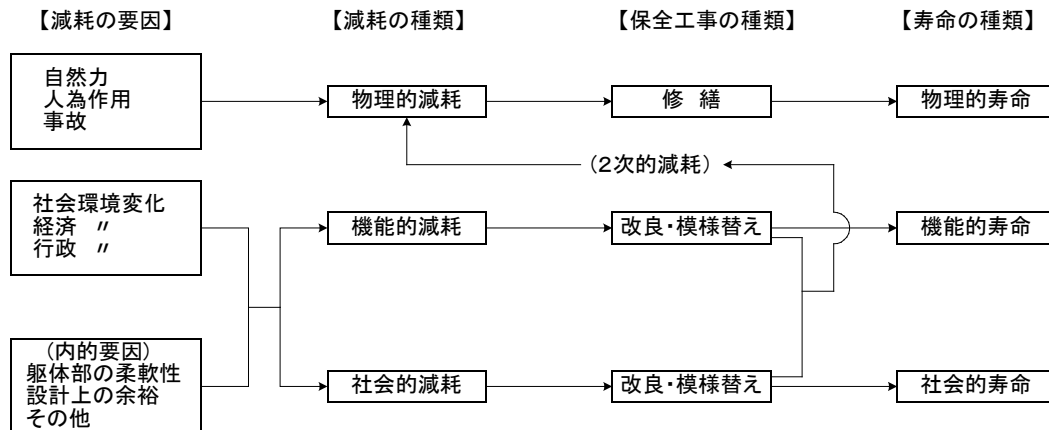 【減耗の要因】 【減耗の種類】 【保全工事の種類】 【寿命の種類】
自然力
人為作用
事故
物理的減耗 修 繕 物理的寿命
(2次的減耗)
社会環境変化
経済 〃
行政 〃
機能的減耗 改良・模様替え 機能的寿命
(内的要因)
躯体部の柔軟性
設計上の余裕
その他
社会的減耗 改良・模様替え 社会的寿命